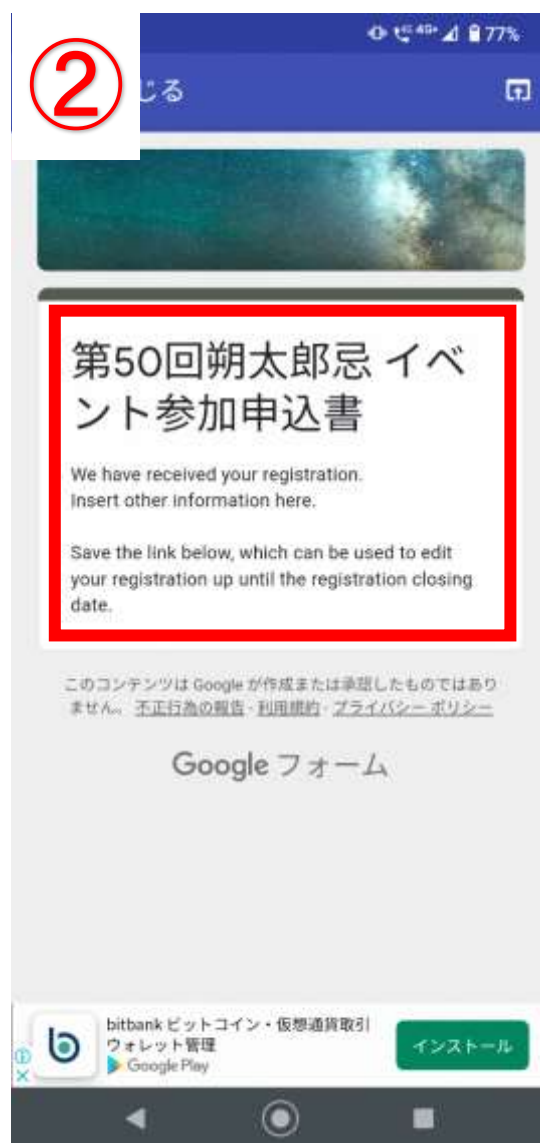 4G+ 77%
②
じる
第50回朔太郎忌 イベ
ント参加申込書
We have received your registration.
Insert other information here.
Save the link below, which can be used to edit
your registration up until the registration closing
date.
このコンテンツは Google が作成または承認したものではあり
ません。 不正行為の報告 - 利用規約 - プライバシー ポリシー
Google フォーム
bitbank ビットコイン・仮想通貨取引
ウォレット管理
Google Play
インストール